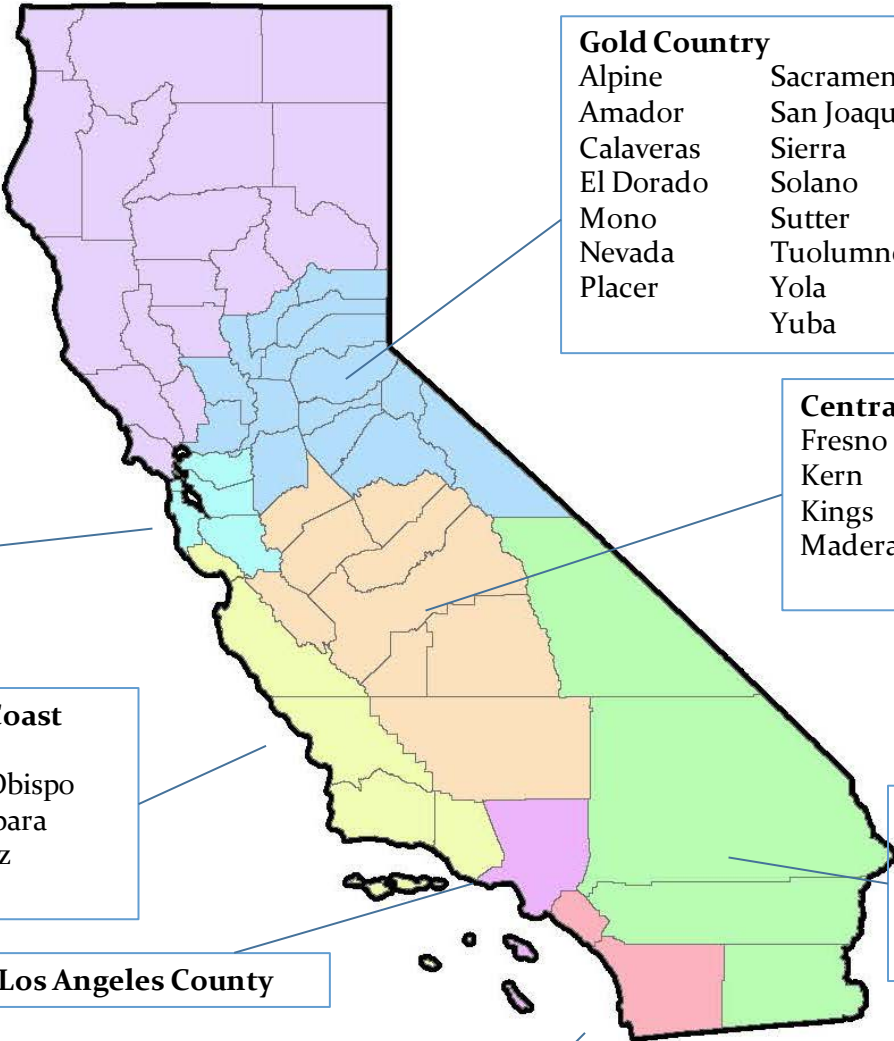 Gold Country
Alpine Sacramen
Amador San Joaqu
Calaveras Sierra
El Dorado Solano
Mono Sutter
Nevada Tuolumne
Placer Yola
Yuba
Centra
Fresno
Kern
Kings
Madera
Coast
Obispo
bara
z
Los Angeles County